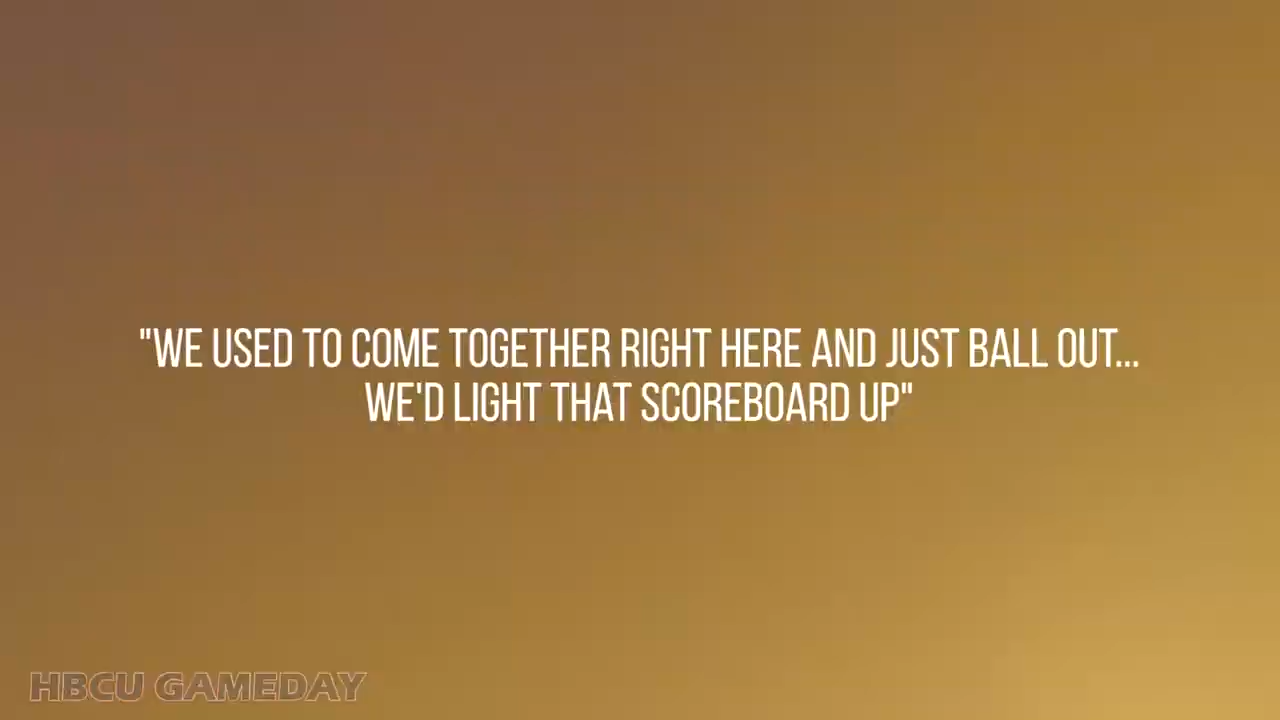 "WE USED TO COME TOGETHER RIGHT HERE AND JUST BALL OUT...
WE'D LIGHT THAT SCOREBOARD UP"
HBCU GAMEDAY